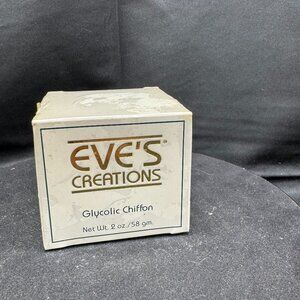 EVE'S®
CREATIONS
Glycolic Chiffon
Net Wt. 2 oz./58 gm.